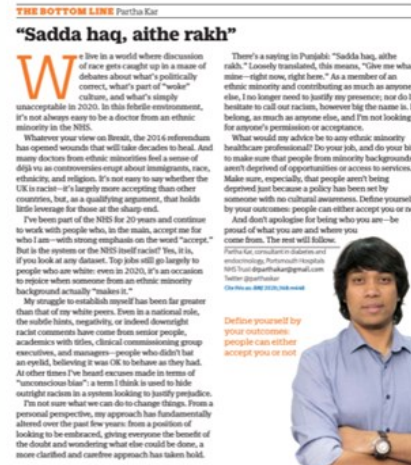 THE BOTTOM LINE Partha Kar
“Sadda haq, aithe rakh”
We live in a world where discussion
of race gets caught up in a maze of
debates about what's politically
correct, what's part of “woke”
culture, and what's simply
unacceptable in 2020. In this febrile environment,
it's not always easy to be a doctor from an ethnic
minority in the NHS.
Whatever your view on Brexit, the 2016 referendum
has opened wounds that will take decades to heal. And
many doctors from ethnic minorities feel a sense of
déjà vu as controversies erupt about immigrants, race,
ethnicity, and religion. It's not easy to say whether the
UK is racist—it's largely more accepting than other
countries, but, as a qualifying argument, that holds
little leverage for those at the sharp end.
I've been part of the NHS for 20 years and continue
to work with people who, in the main, accept me for
who I am—with strong emphasis on the word “accept.”
But is the system or the NHS itself racist? Yes, it is,
if you look at any dataset. Top jobs still go largely to
people who are white: even in 2020, it's an occasion
to rejoice when someone from an ethnic minority
background actually “makes it.”
My struggle to establish myself has been far greater
than that of my white peers. Even in a national role,
the subtle hints, negativity, or indeed downright
racist comments have come from senior people,
academics with titles, clinical commissioning group
executives, and managers—people who didn't bat
an eyelid, believing it was OK to behave as they had.
At other times I've heard excuses made in terms of
“unconscious bias”: a term I think is used to hide
outright racism in a system looking to justify prejudice.
I'm not sure what we can do to change things. From a
personal perspective, my approach has fundamentally
altered over the past few years: from a position of
looking to be embraced, giving everyone the benefit of
the doubt and wondering what else could be done, a
more clarified and carefree approach has taken hold.
There's a saying in Punjabi: “Sadda haq, aithe
rakh.” Loosely translated, this means, “Give me what
mine—right now, right here.” As a member of an
ethnic minority and contributing as much as anyone
else, I no longer need to justify my presence; nor do I
hesitate to call out racism, however big the name is. I
belong, as much as anyone else, and I'm not looking
for anyone's permission or acceptance.
What would my advice be to any ethnic minority
healthcare professional? Do your job, and do your bi
to make sure that people from minority backgrounds
aren't deprived of opportunities or access to services.
Make sure, especially, that people aren't being
deprived just because a policy has been set by
someone with no cultural awareness. Define yoursel
by your outcomes: people can either accept you or n
And don't apologise for being who you are—be
proud of what you are and where you
come from. The rest will follow.
Partha Kar, consultant in diabetes and
endocrinology, Portsmouth Hospitals
NHS Trust drparthakar@gmail.com
Twitter @parthaskar
Cite this as: BMJ 2020;368:m448
Define yourself by
your outcomes:
people can either
accept you or not